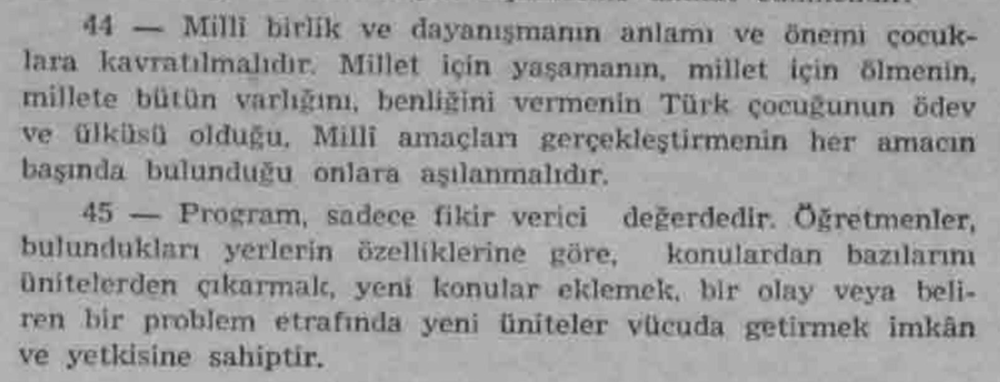 44 — Millî birlik ve dayanışmanın anlamı ve önemi çocuk-
lara kavratılmalıdır. Millet için yaşamanın, millet için ölmenin,
millete bütün varlığını, benliğini vermenin Türk çocuğunun ödev
ve ülküsü olduğu, Millî amaçları gerçekleştirmenin her amacın
başında bulunduğu onlara aşılanmalıdır.
45 — Program, sadece fikir verici değerdedir. Öğretmenler,
bulundukları yerlerin özelliklerine göre, konulardan bazılarını
ünitelerden çıkarmak, yeni konular eklemek, bir olay veya beli-
ren bir problem etrafında yeni üniteler vücuda getirmek imkân
ve yetkisine sahiptir.